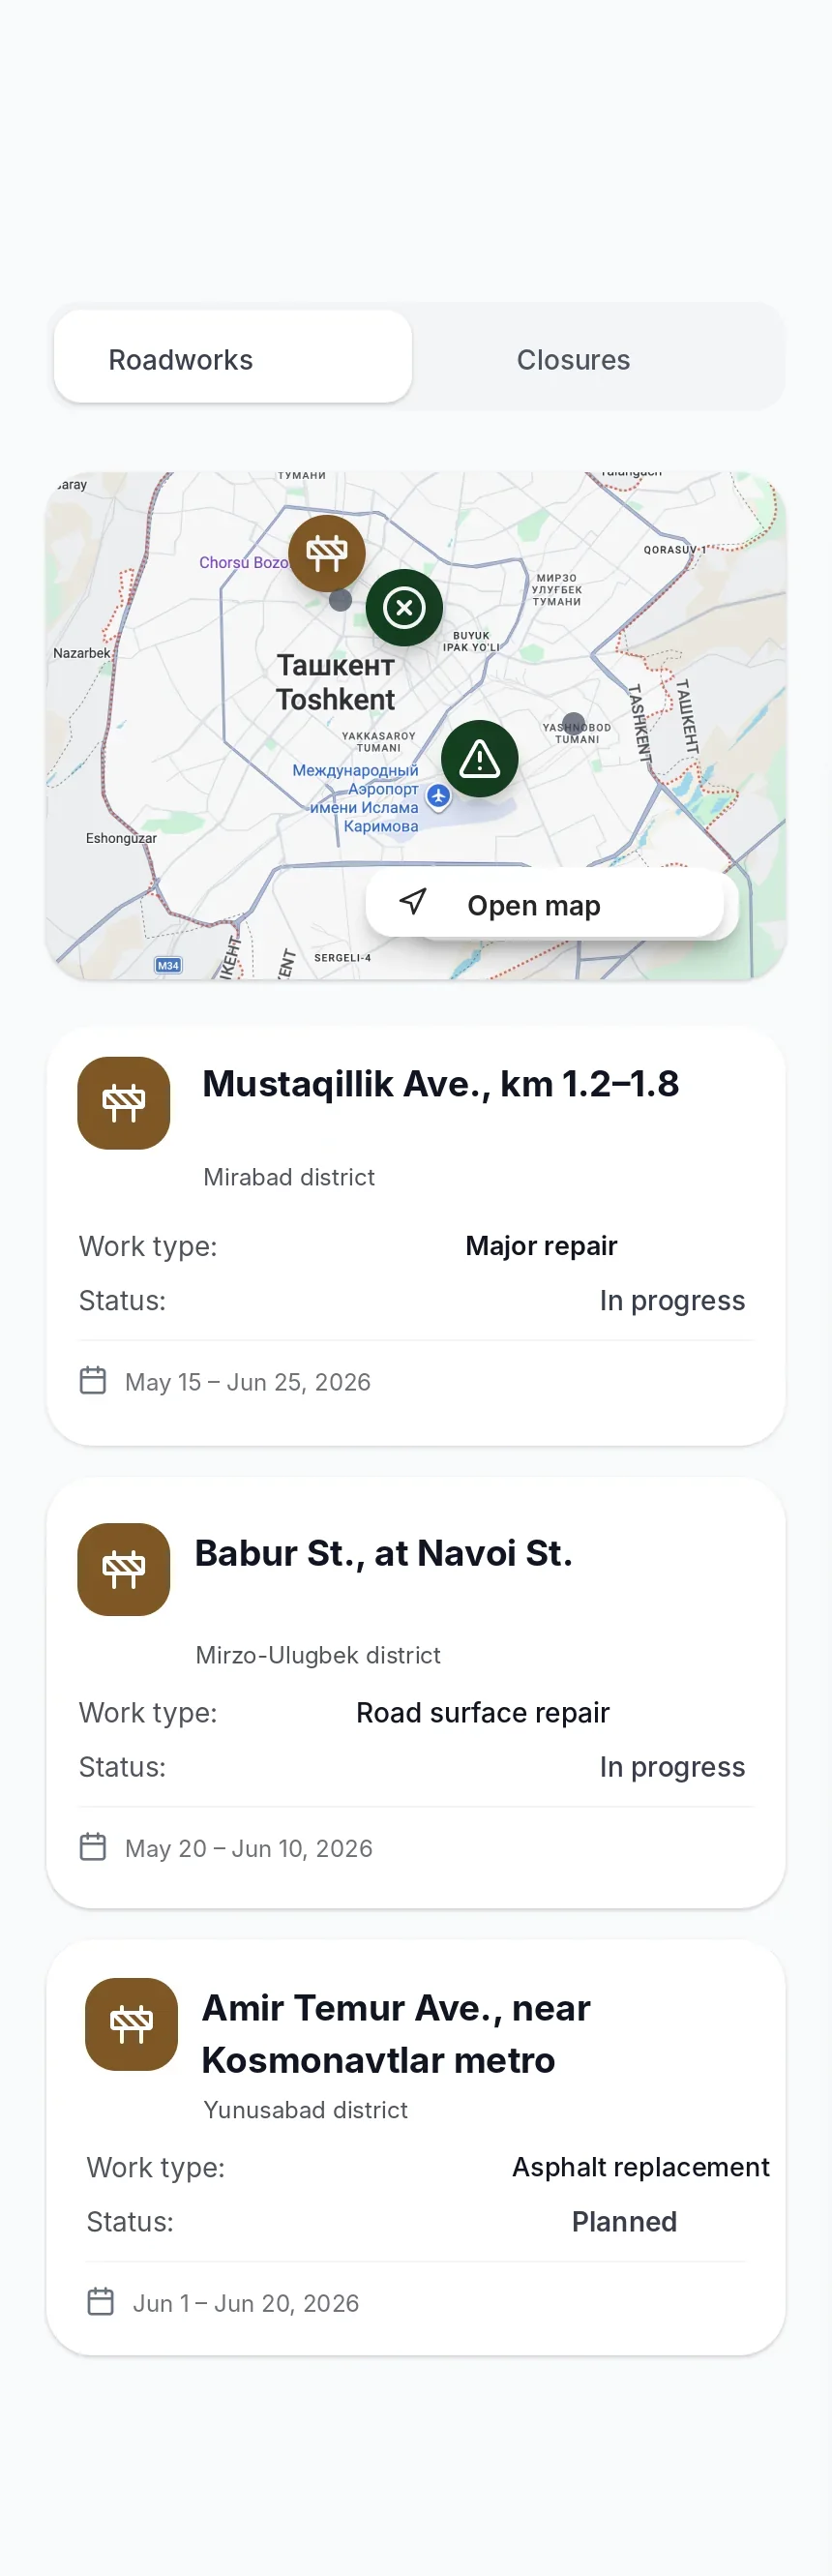 Roadworks
Closures
ТУМАНИ
QORASUV-1
Chorsu Bozo
МИРЗО
УЛУҒБЕК
ТУМАНИ
BUYUK
IPAK YO'LI
Nazarbek
Ташкент
Toshkent
TASHKENT
ТАШКЕНТ
YAKKASAROY
TUMANI
YASHNOBOD
TUMANI
Международный
Аэропорт
имени Ислама
Каримова
Eshonguzar
Open map
M34
SERGELI-4
Mustaqillik Ave., km 1.2–1.8
Mirabad district
Work type:
Major repair
Status:
In progress
May 15 – Jun 25, 2026
Babur St., at Navoi St.
Mirzo-Ulugbek district
Work type:
Road surface repair
Status:
In progress
May 20 – Jun 10, 2026
Amir Temur Ave., near
Kosmonavtlar metro
Yunusabad district
Work type:
Asphalt replacement
Status:
Planned
Jun 1 – Jun 20, 2026